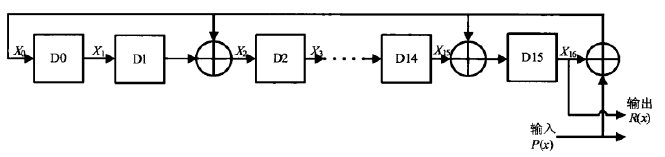 X₀ D0 X₁ D1 X₂ D2 X₃ D14 X₁₅ D15 X₁₆
输出
R(x)
输入
P(x)